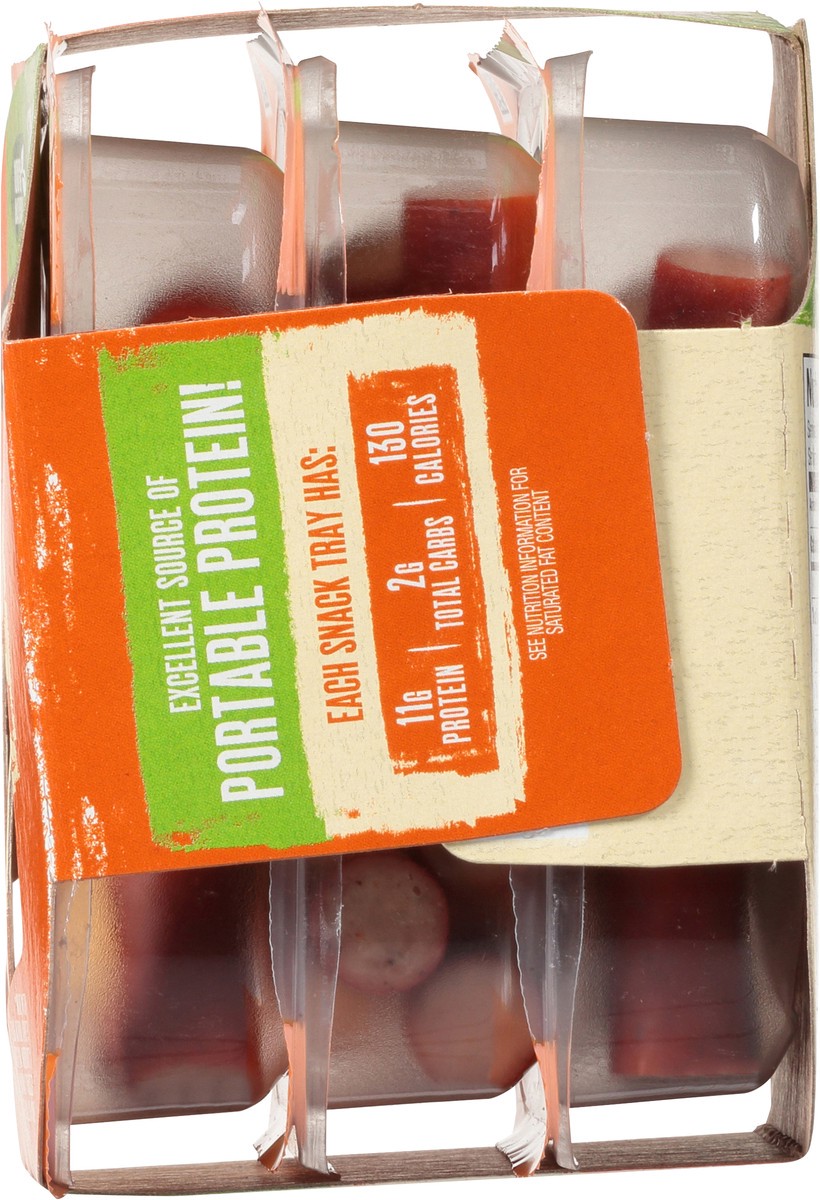 EXCELLENT SOURCE OF
PORTABLE PROTEIN!
EACH SNACK TRAY HAS:
11G PROTEIN | 2G TOTAL CARBS | 130 CALORIES
SEE NUTRITION INFORMATION FOR
SATURATED FAT CONTENT